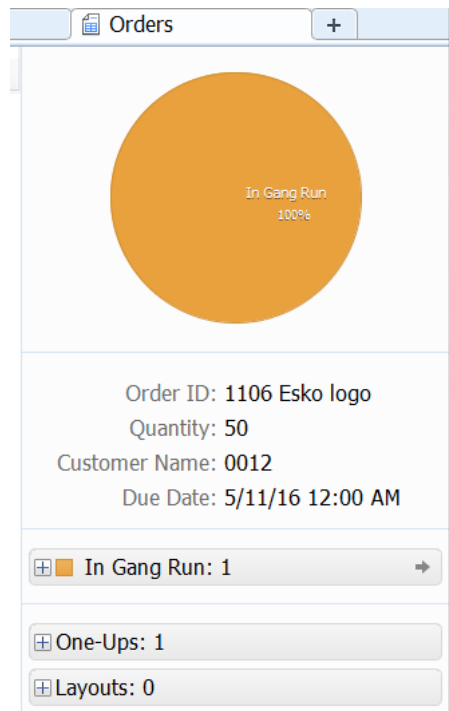 Orders
+
In Gang Run
100%
Order ID: 1106 Esko logo
Quantity: 50
Customer Name: 0012
Due Date: 5/11/16 12:00 AM
In Gang Run: 1
One-Ups: 1
Layouts: 0